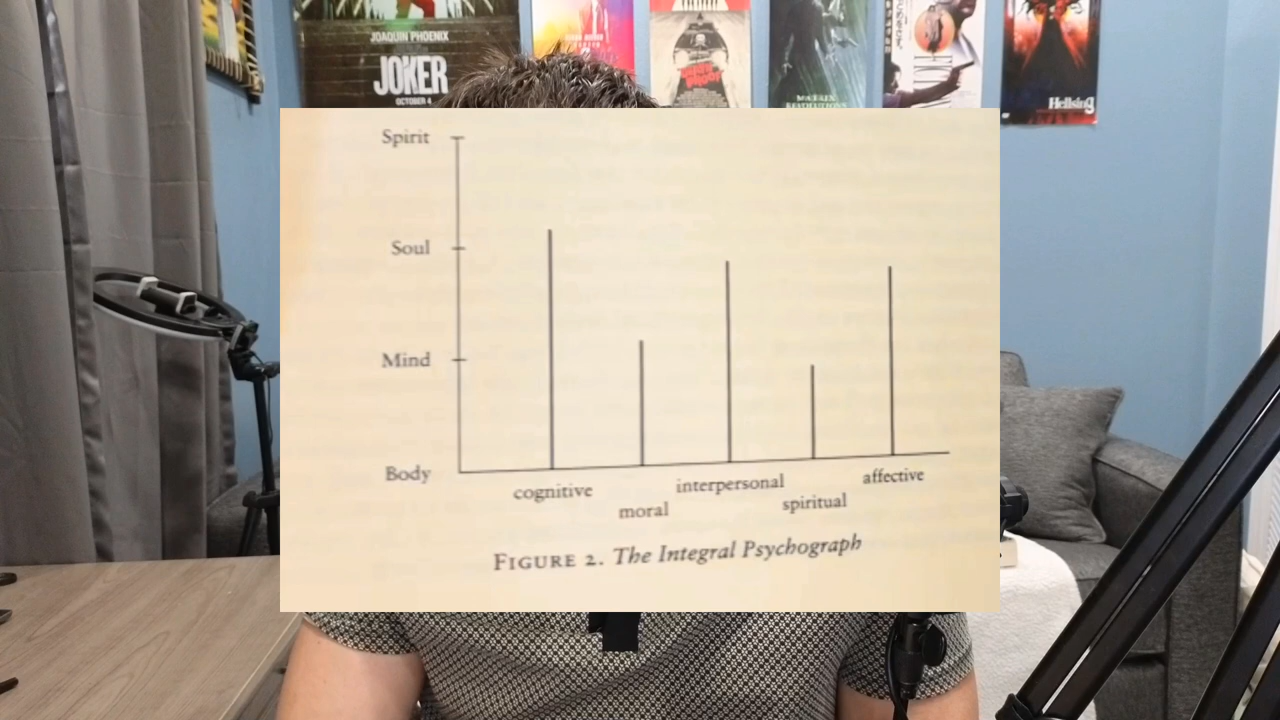 JOAQUIN PHOENIX
JOKER
OCTOBER 4
Hellsing
Spirit
Soul
Mind
Body
cognitive
moral
interpersonal
spiritual
affective
FIGURE 2. The Integral Psychograph